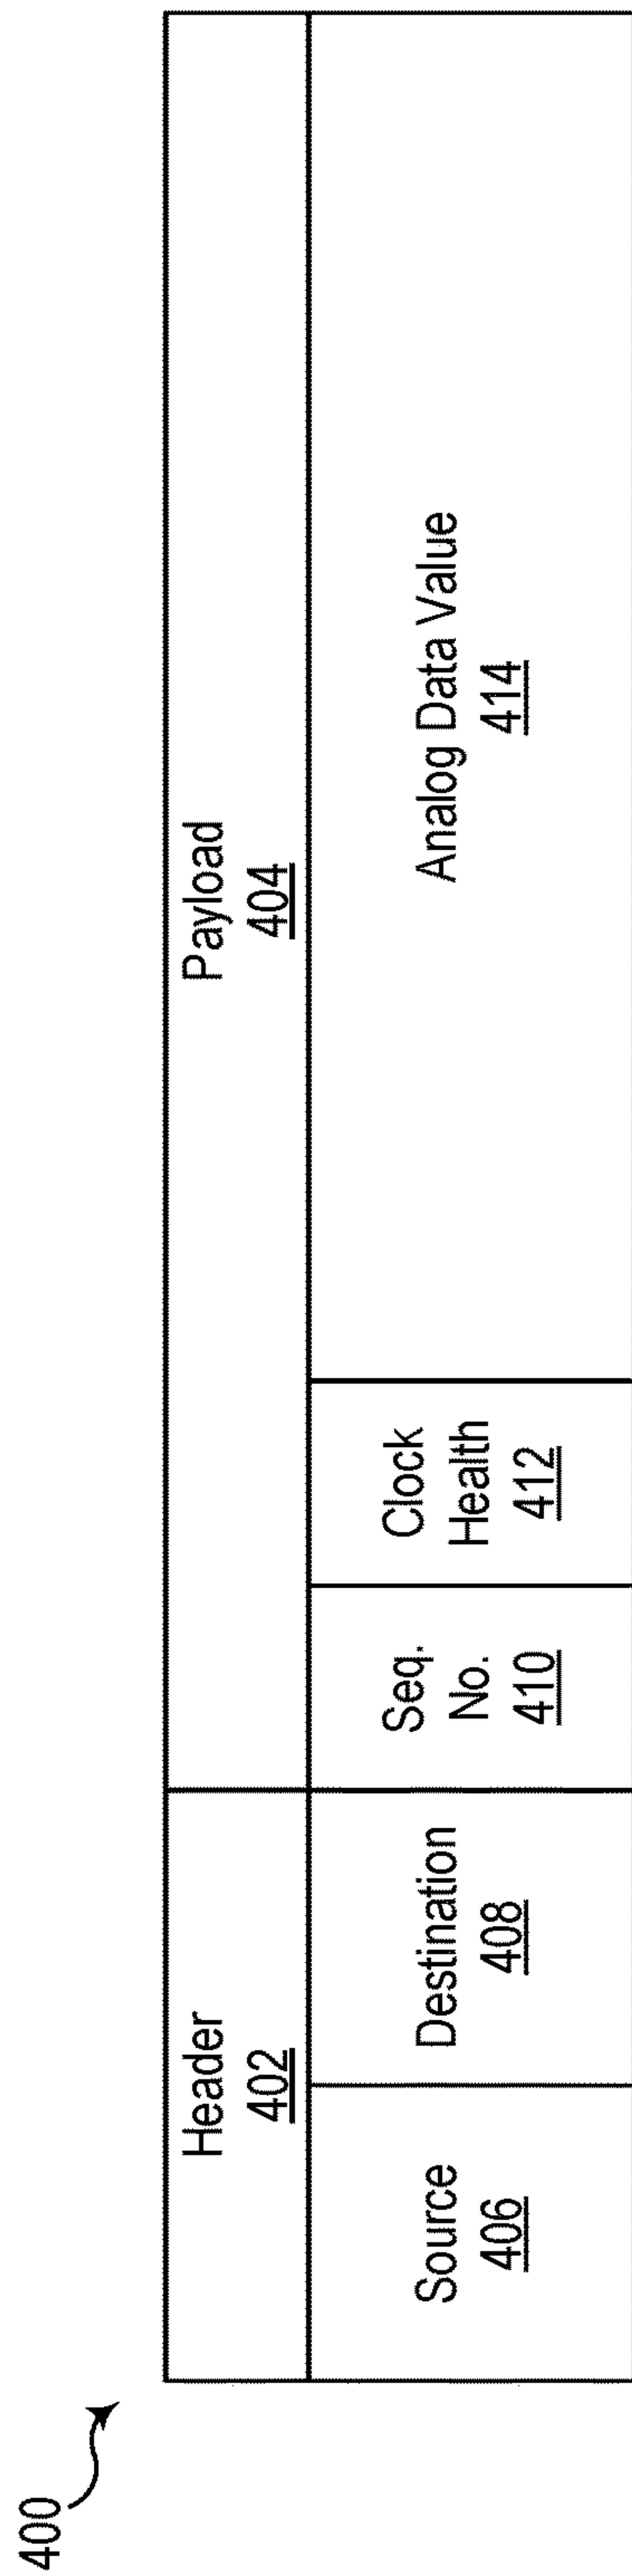 400
Header
402
Payload
404
Source
406
Destination
408
Seq.
No.
410
Clock
Health
412
Analog Data Value
414